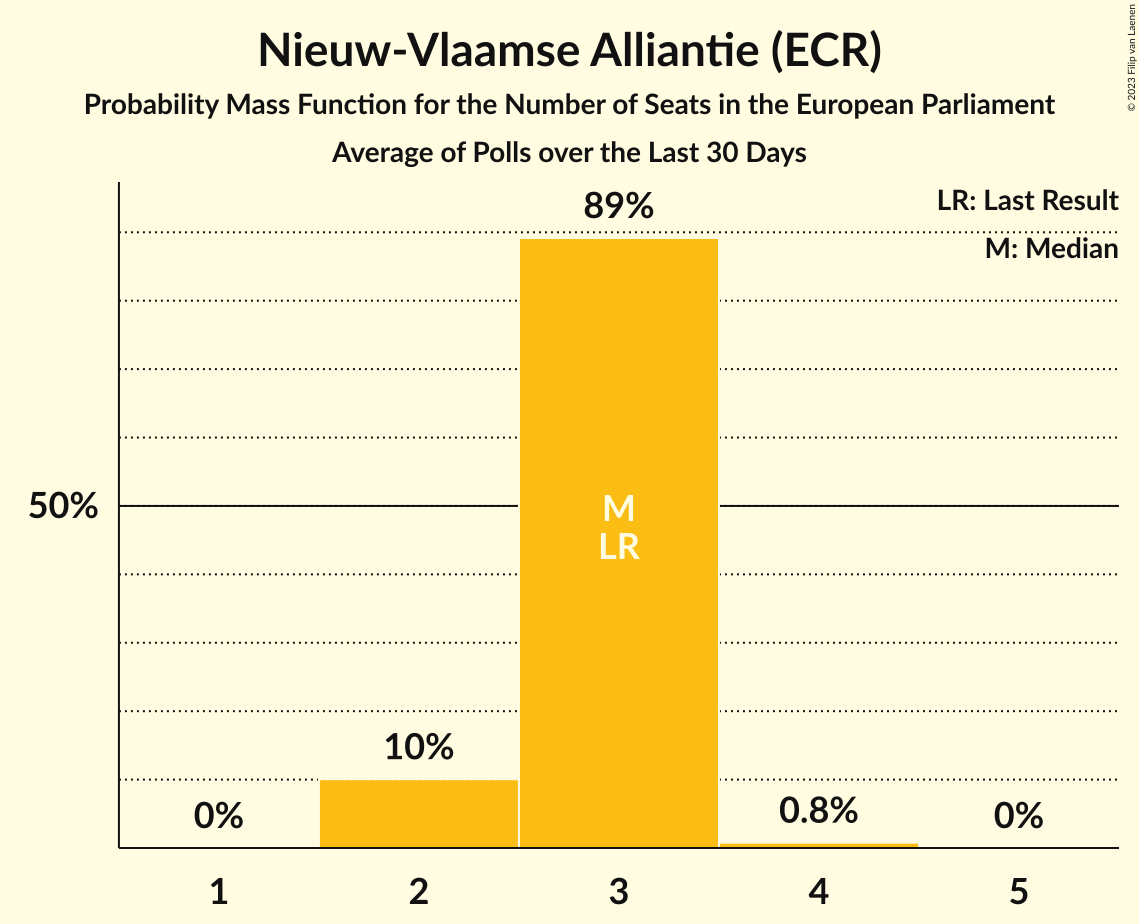 Nieuw-Vlaamse Alliantie (ECR)
Probability Mass Function for the Number of Seats in the European Parliament
Average of Polls over the Last 30 Days
© 2023 Filip van Laenen
LR: Last Result
M: Median
89%
50%
M
LR
10%
0%
0.8%
0%
1 2 3 4 5